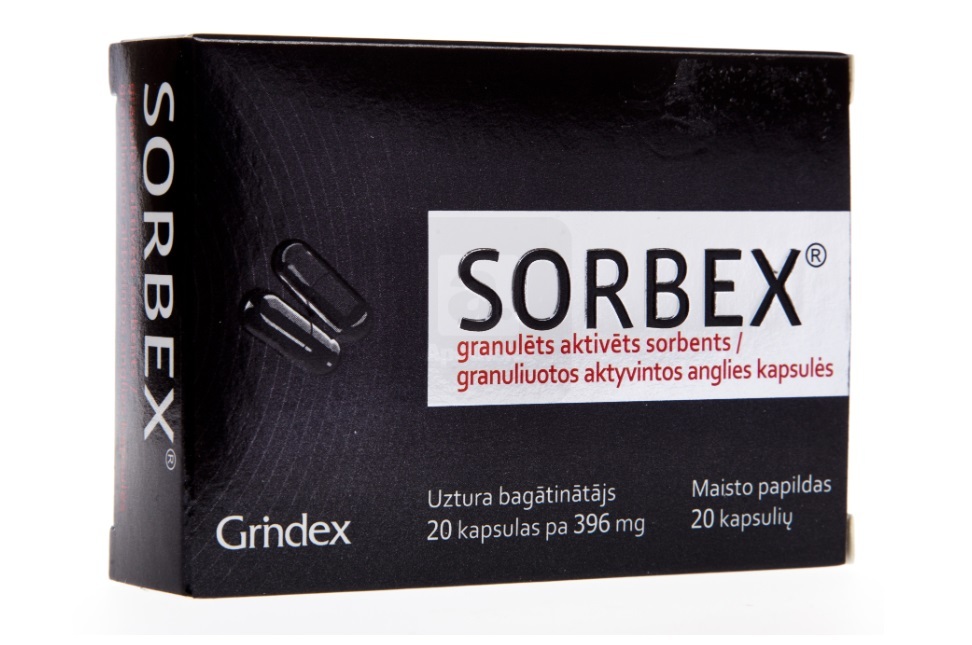 SORBEX®
SORBEX®
granulēts aktivēts sorbents /
granuliuotos aktyvintos anglies kapsulės
Uztura bagātinātājs
20 kapsulas pa 396 mg
Maisto papildas
20 kapsulių
Grindex